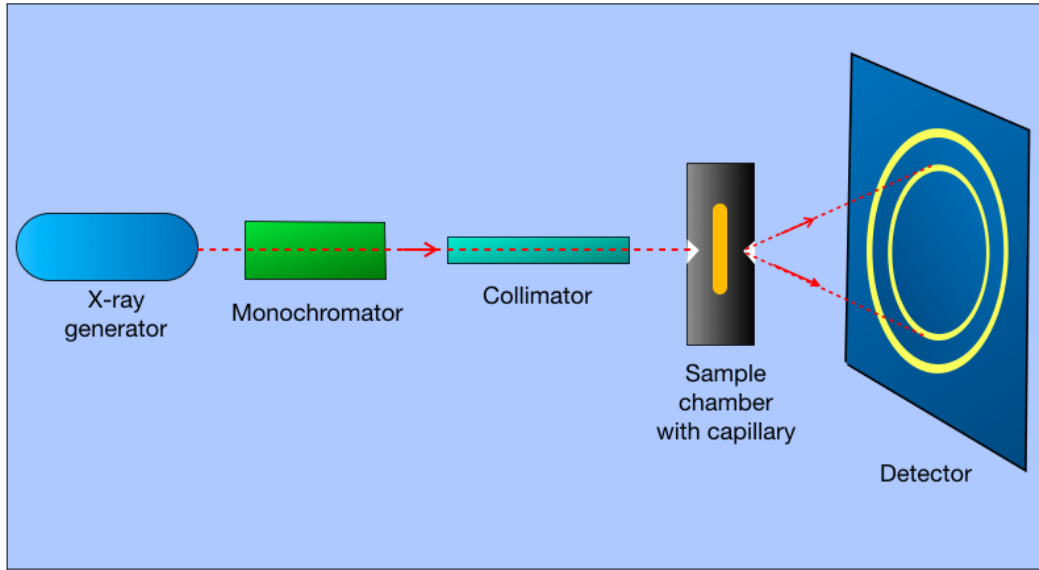 X-ray
generator
Monochromator
Collimator
Sample
chamber
with capillary
Detector